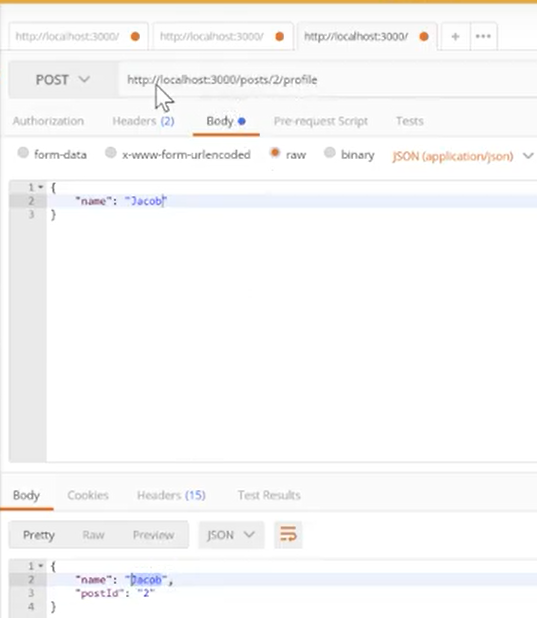 http://localhost:3000/ http://localhost:3000/ http://localhost:3000/ + •••
POST http://localhost:3000/posts/2/profile
Authorization Headers (2) Body Pre-request Script Tests
form-data x-www-form-urlencoded raw binary JSON (application/json)
1 {
2 "name": "Jacob"
3 }
Body Cookies Headers (15) Test Results
Pretty Raw Preview JSON
1 {
2 "name": "Jacob",
3 "postId": "2"
4 }